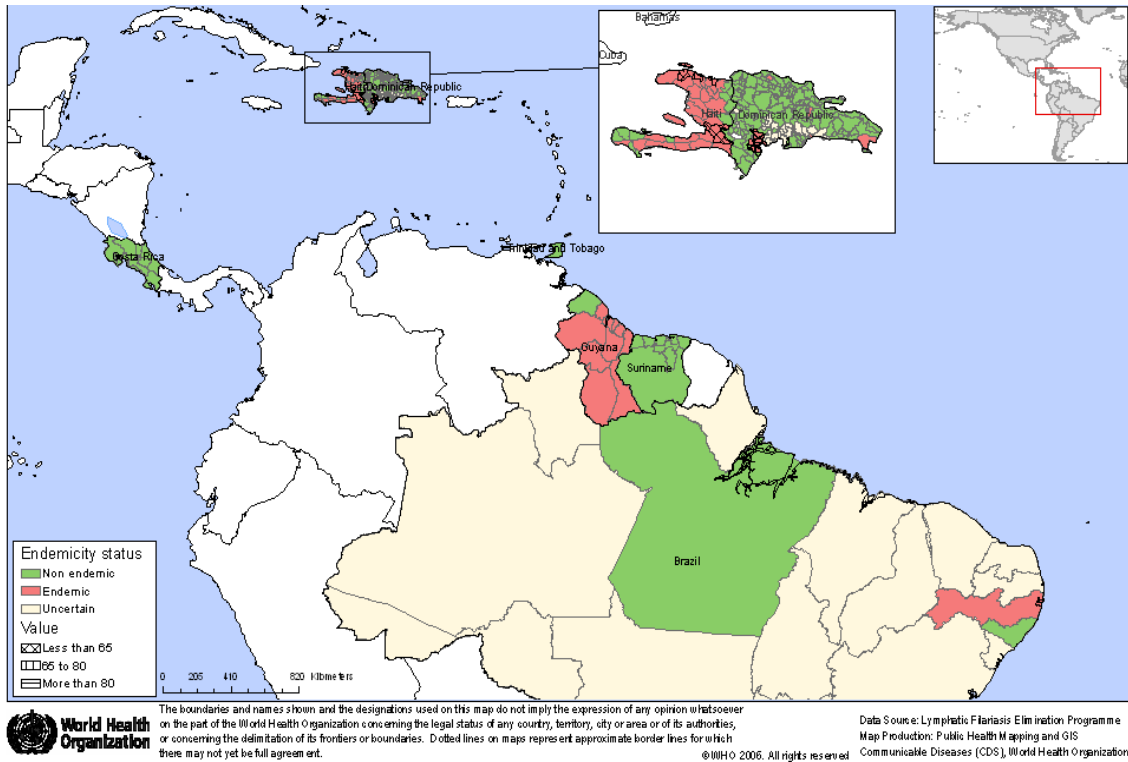 Bahamas
Cuba
Haiti
Dominican Republic
Haiti
Dominican Republic
Costa Rica
Trinidad and Tobago
Guyana
Suriname
Brazil
Endemicity status
Non endemic
Endemic
Uncertain
Value
Less than 65
65 to 80
More than 80
0 205 410 820 Kilometers
World Health
Organization
The boundaries and names shown and the designations used on this map do not imply the expression of any opinion whatsoever
on the part of the World Health Organization concerning the legal status of any country, territory, city or area or of its authorities,
or concerning the delimitation of its frontiers or boundaries. Dotted lines on maps represent approximate border lines for which
there may not yet be full agreement.
©WHO 2006. All rights reserved
Data Source: Lymphatic Filariasis Elimination Programme
Map Production: Public Health Mapping and GIS
Communicable Diseases (CDS), World Health Organization